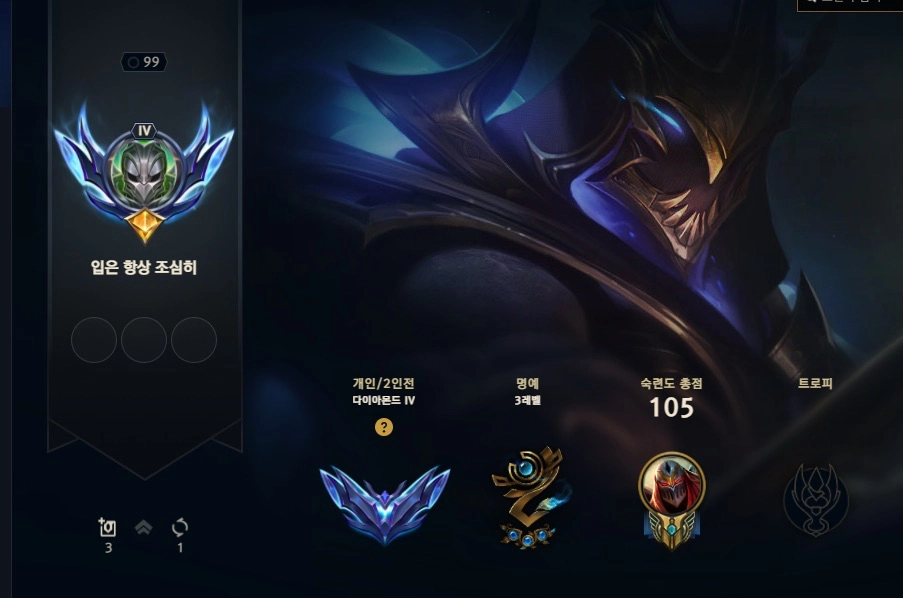 99
IV
입은 항상 조심히
개인/2인전
다이아몬드 IV
?
명예
3레벨
숙련도 총점
105
트로피
3
1